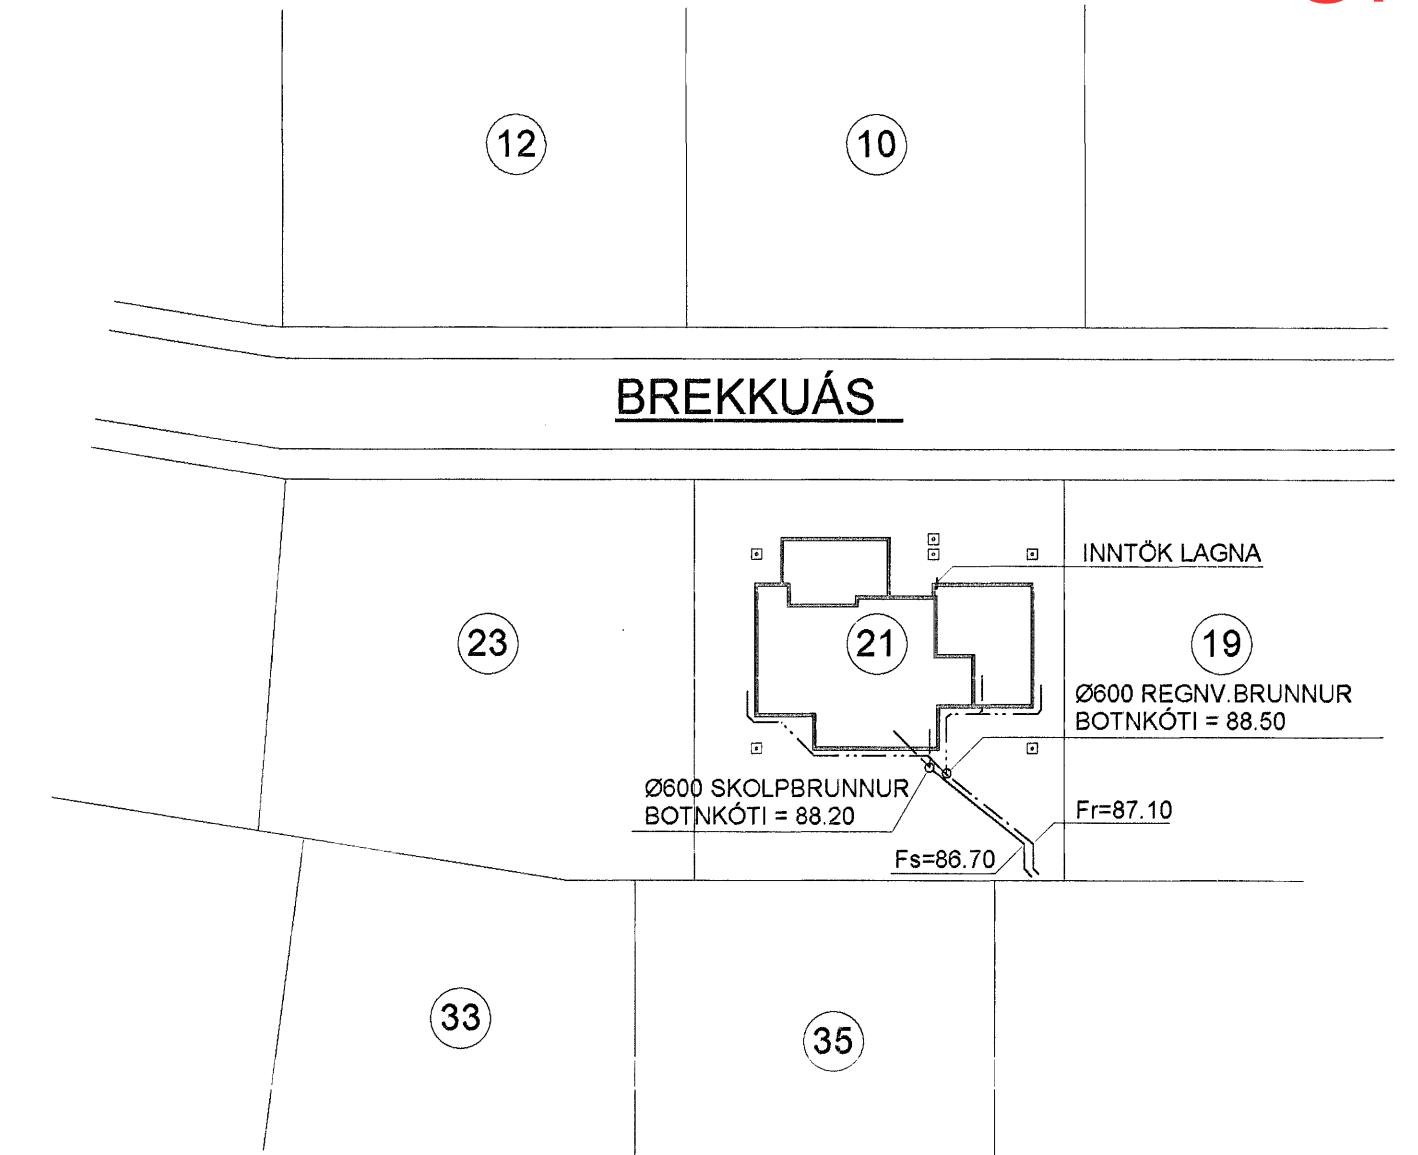 12
10
BREKKUÁS
INNTÖK LAGNA
23
21
19
Ø600 REGNV.BRUNNUR
BOTNKÓTI = 88.50
Ø600 SKOLPBRUNNUR
BOTNKÓTI = 88.20
Fr=87.10
Fs=86.70
33
35